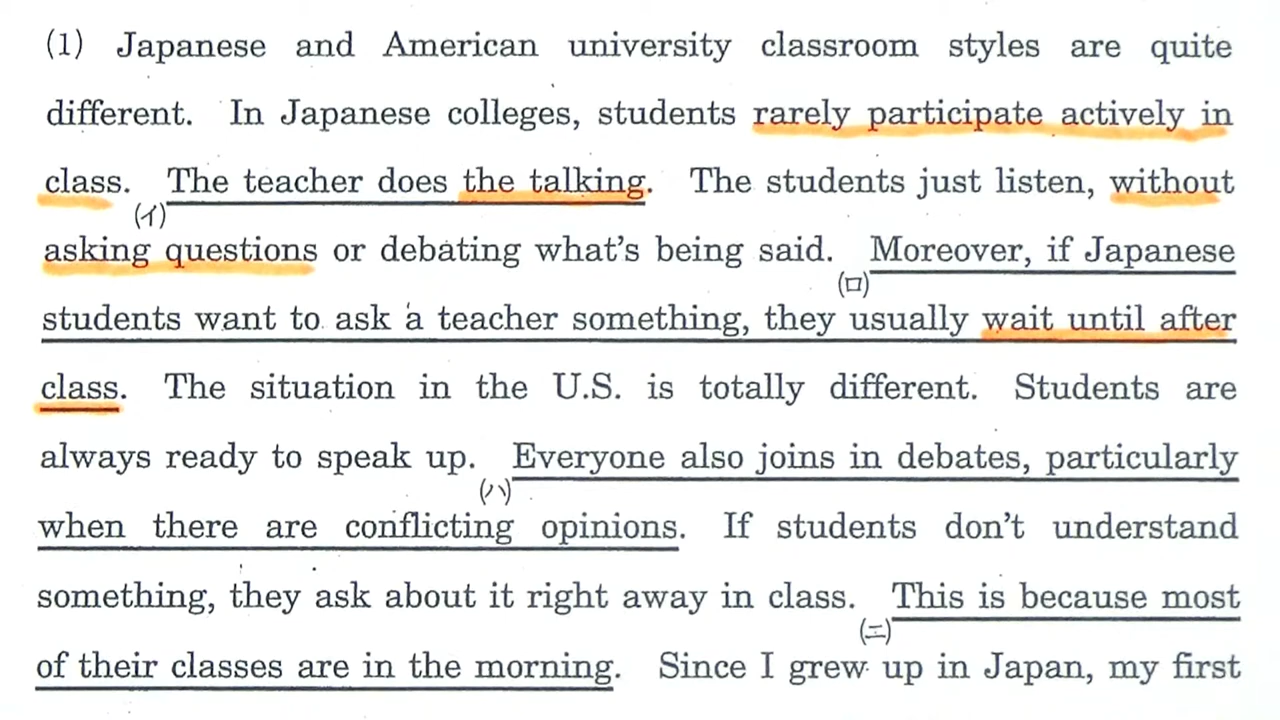 (1) Japanese and American university classroom styles are quite
different. In Japanese colleges, students rarely participate actively in
class. The teacher does the talking. The students just listen, without
(イ)
asking questions or debating what's being said. Moreover, if Japanese
(ロ)
students want to ask a teacher something, they usually wait until after
class. The situation in the U.S. is totally different. Students are
always ready to speak up. Everyone also joins in debates, particularly
(ハ)
when there are conflicting opinions. If students don't understand
something, they ask about it right away in class. This is because most
(ニ)
of their classes are in the morning. Since I grew up in Japan, my first